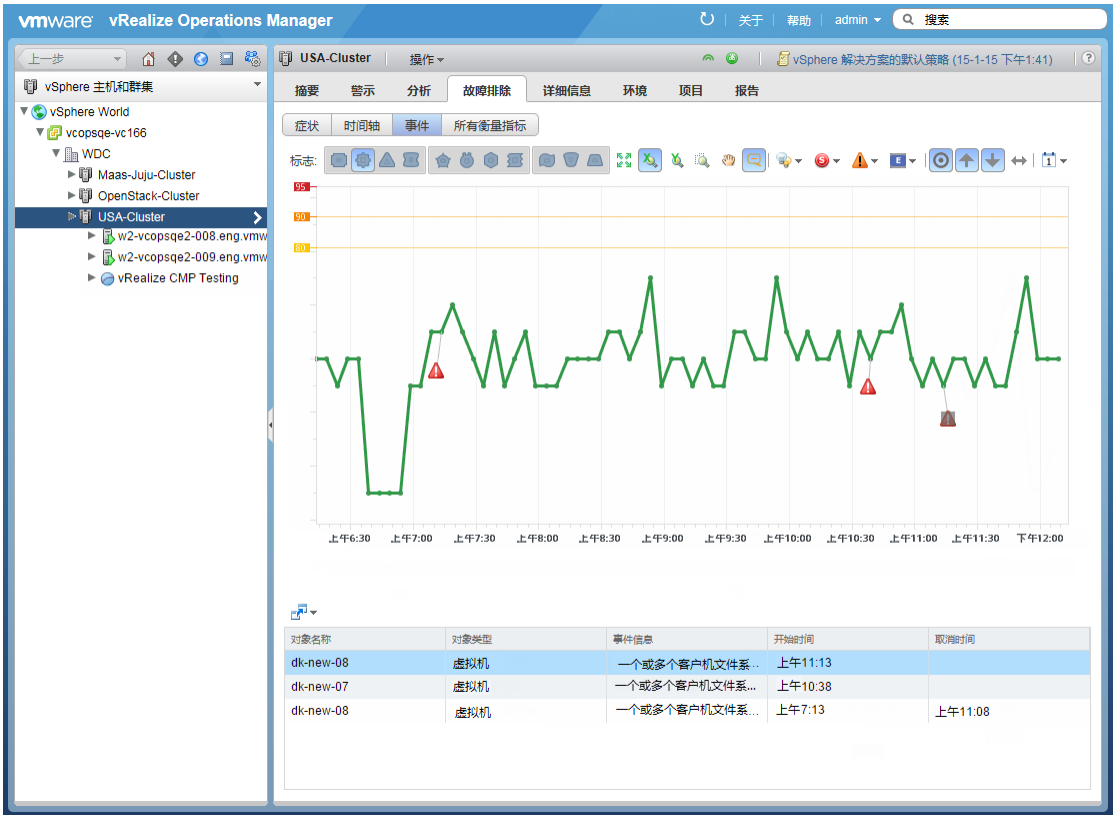 vmware vRealize Operations Manager 关于 帮助 admin 搜索
上一步
USA-Cluster 操作 vSphere 解决方案的默认策略 (15-1-15 下午1:41) ?
vSphere 主机和群集
摘要 警示 分析 故障排除 详细信息 环境 项目 报告
vSphere World
vcopsqe-vc166
WDC
Maas-Juju-Cluster
OpenStack-Cluster
USA-Cluster
w2-vcopsqe2-008.eng.vmw
w2-vcopsqe2-009.eng.vmw
vRealize CMP Testing
症状 时间轴 事件 所有衡量指标
标志: S E 1
95
90
80
上午6:30 上午7:00 上午7:30 上午8:00 上午8:30 上午9:00 上午9:30 上午10:00 上午10:30 上午11:00 上午11:30 下午12:00
对象名称 对象类型 事件信息 开始时间 取消时间
dk-new-08 虚拟机 一个或多个客户机文件系... 上午11:13
dk-new-07 虚拟机 一个或多个客户机文件系... 上午10:38
dk-new-08 虚拟机 一个或多个客户机文件系... 上午7:13 上午11:08